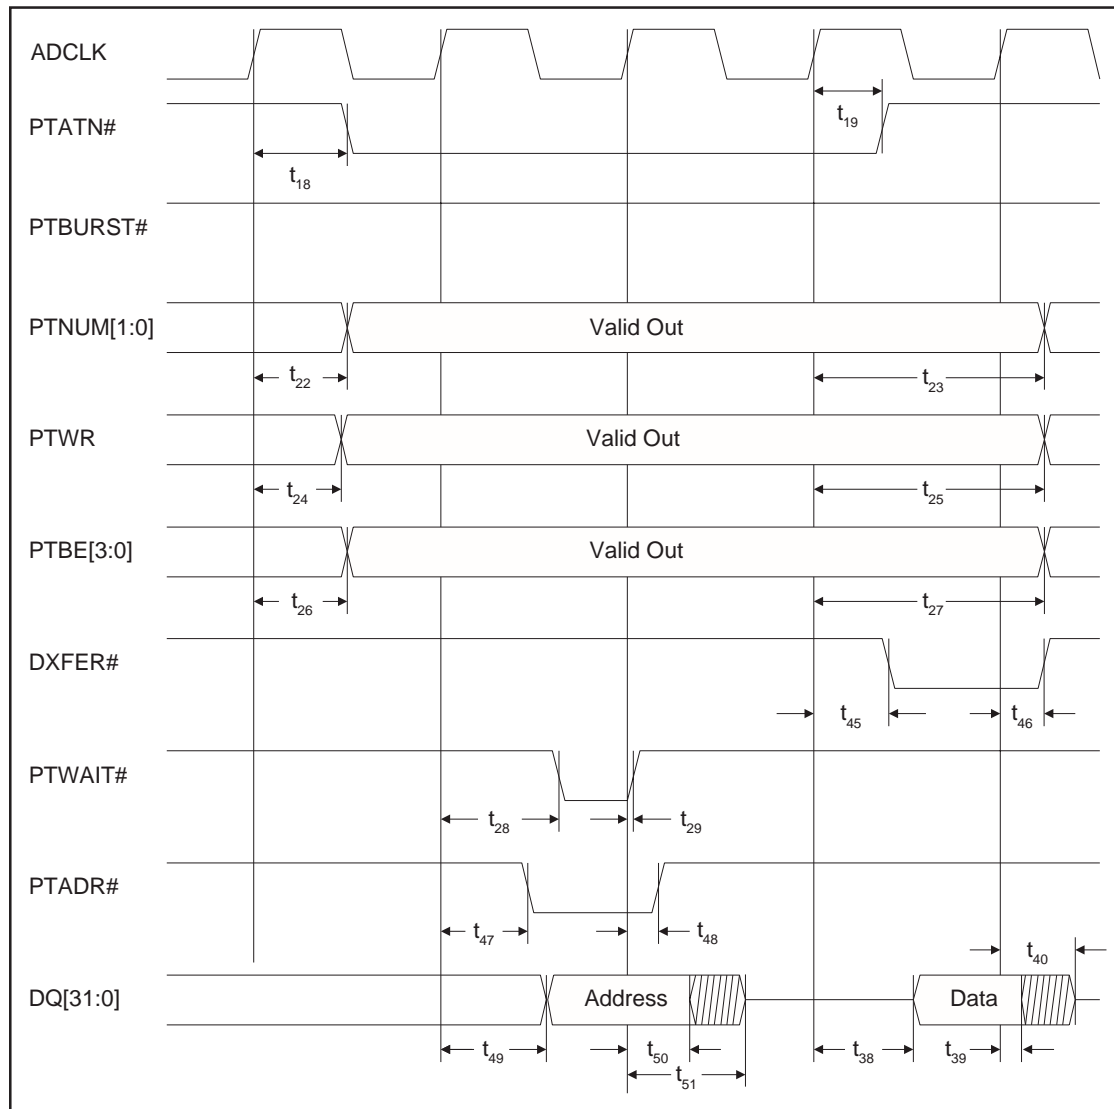 ADCLK
PTATN#
t19
t18
PTBURST#
PTNUM[1:0]
Valid Out
t22
t23
PTWR
Valid Out
t24
t25
PTBE[3:0]
Valid Out
t26
t27
DXFER#
t45
t46
PTWAIT#
t28
t29
PTADR#
t47
t48
t40
DQ[31:0]
Address
Data
t49
t50
t38
t39
t51